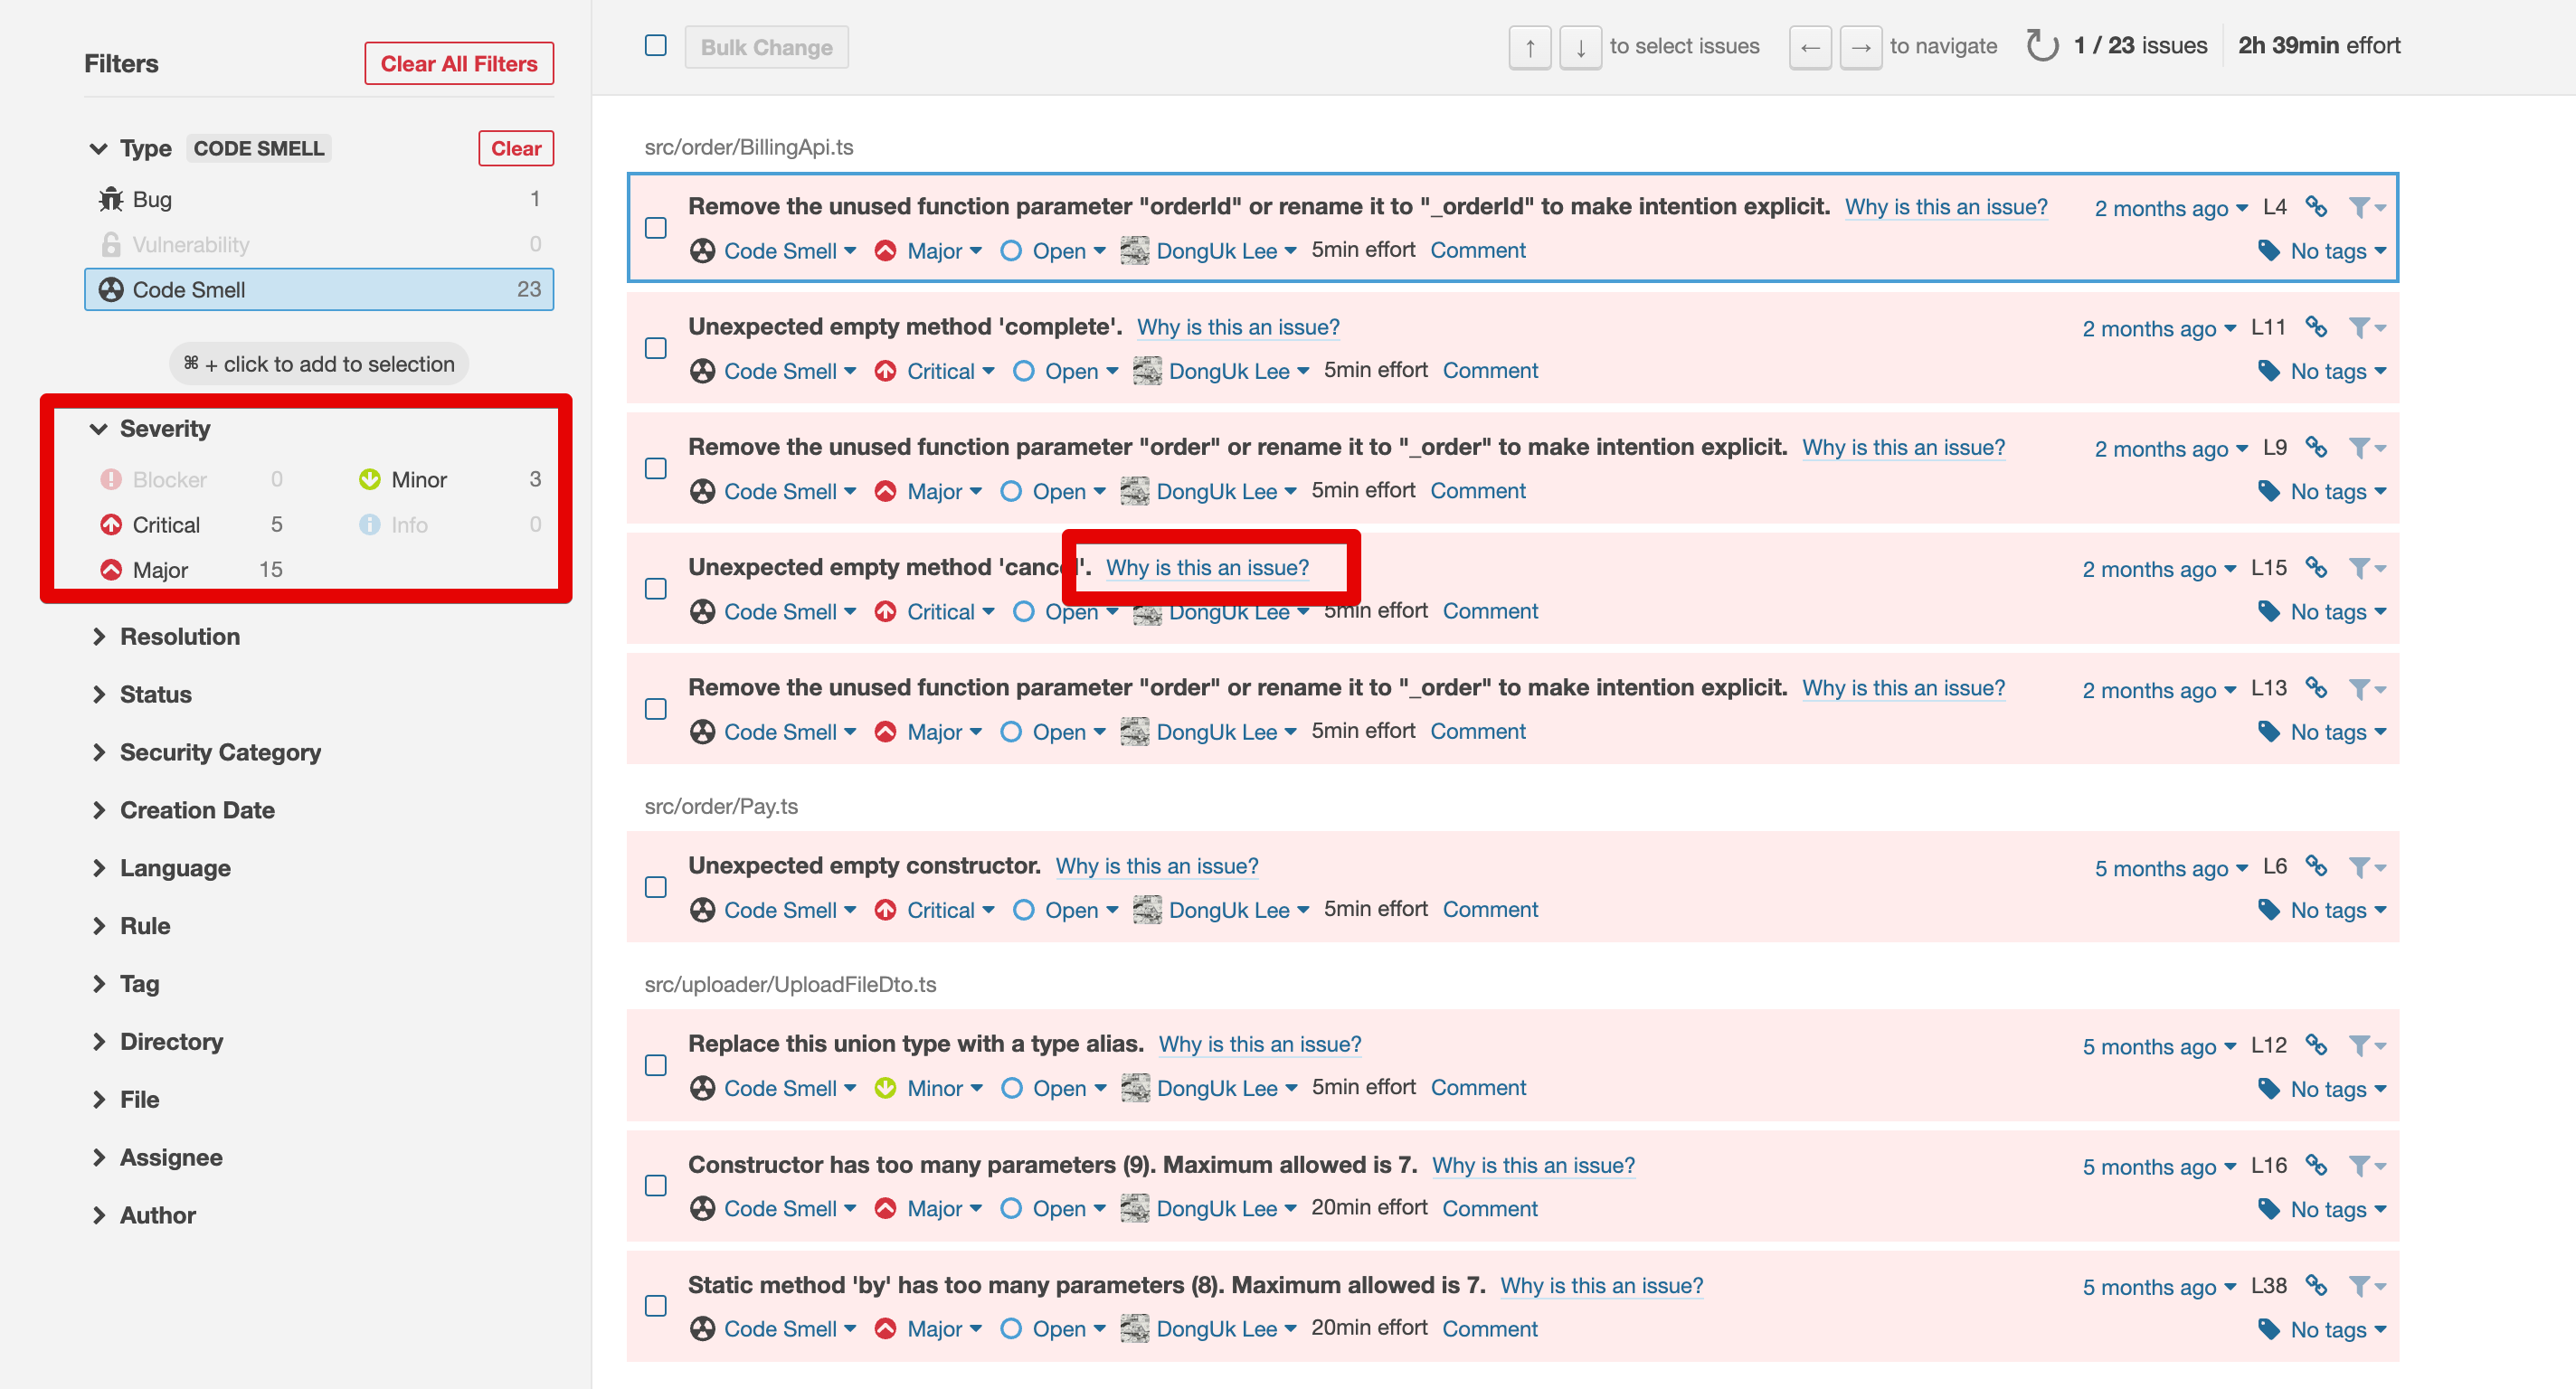 Filters
Clear All Filters
Type CODE SMELL Clear
Bug 1
Vulnerability 0
Code Smell 23
⌘ + click to add to selection
Severity
Blocker 0 Minor 3
Critical 5 Info 0
Major 15
Resolution
Status
Security Category
Creation Date
Language
Rule
Tag
Directory
File
Assignee
Author
Bulk Change ↑ ↓ to select issues ← → to navigate 1 / 23 issues 2h 39min effort
src/order/BillingApi.ts
Remove the unused function parameter "orderId" or rename it to "_orderId" to make intention explicit. Why is this an issue? 2 months ago L4
Code Smell Major Open DongUk Lee 5min effort Comment No tags
Unexpected empty method 'complete'. Why is this an issue? 2 months ago L11
Code Smell Critical Open DongUk Lee 5min effort Comment No tags
Remove the unused function parameter "order" or rename it to "_order" to make intention explicit. Why is this an issue? 2 months ago L9
Code Smell Major Open DongUk Lee 5min effort Comment No tags
Unexpected empty method 'cancel'. Why is this an issue? 2 months ago L15
Code Smell Critical Open DongUk Lee 5min effort Comment No tags
Remove the unused function parameter "order" or rename it to "_order" to make intention explicit. Why is this an issue? 2 months ago L13
Code Smell Major Open DongUk Lee 5min effort Comment No tags
src/order/Pay.ts
Unexpected empty constructor. Why is this an issue? 5 months ago L6
Code Smell Critical Open DongUk Lee 5min effort Comment No tags
src/uploader/UploadFileDto.ts
Replace this union type with a type alias. Why is this an issue? 5 months ago L12
Code Smell Minor Open DongUk Lee 5min effort Comment No tags
Constructor has too many parameters (9). Maximum allowed is 7. Why is this an issue? 5 months ago L16
Code Smell Major Open DongUk Lee 20min effort Comment No tags
Static method 'by' has too many parameters (8). Maximum allowed is 7. Why is this an issue? 5 months ago L38
Code Smell Major Open DongUk Lee 20min effort Comment No tags